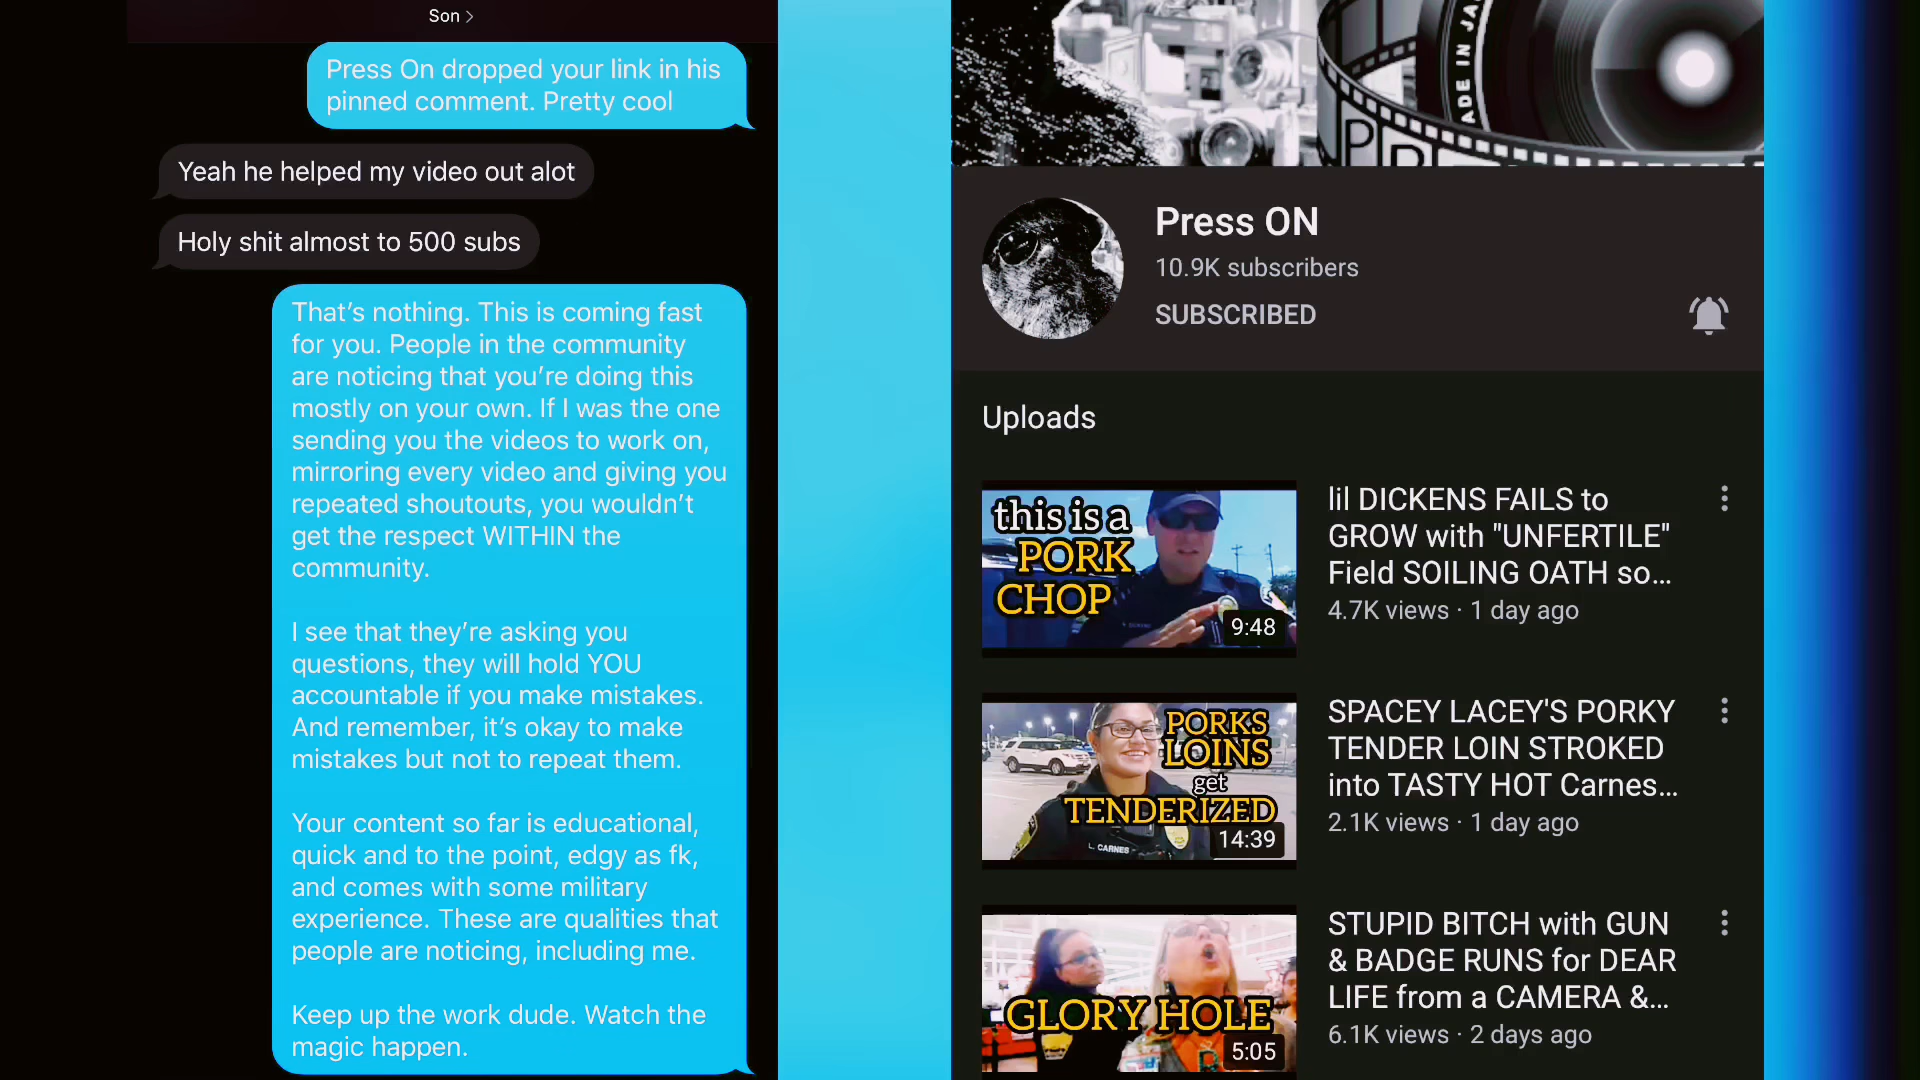 Son >
Press On dropped your link in his
pinned comment. Pretty cool
Yeah he helped my video out alot
Holy shit almost to 500 subs
That's nothing. This is coming fast
for you. People in the community
are noticing that you're doing this
mostly on your own. If I was the one
sending you the videos to work on,
mirroring every video and giving you
repeated shoutouts, you wouldn't
get the respect WITHIN the
community.
I see that they're asking you
questions, they will hold YOU
accountable if you make mistakes.
And remember, it's okay to make
mistakes but not to repeat them.
Your content so far is educational,
quick and to the point, edgy as fk,
and comes with some military
experience. These are qualities that
people are noticing, including me.
Keep up the work dude. Watch the
magic happen.
MADE IN JA
Press ON
10.9K subscribers
SUBSCRIBED
Uploads
this is a
PORK
CHOP
9:48
lil DICKENS FAILS to
GROW with "UNFERTILE"
Field SOILING OATH so...
4.7K views · 1 day ago
PORKS
LOINS
get
TENDERIZED
L. CARNES
14:39
SPACEY LACEY'S PORKY
TENDER LOIN STROKED
into TASTY HOT Carnes...
2.1K views · 1 day ago
GLORY HOLE
5:05
STUPID BITCH with GUN
& BADGE RUNS for DEAR
LIFE from a CAMERA &...
6.1K views · 2 days ago